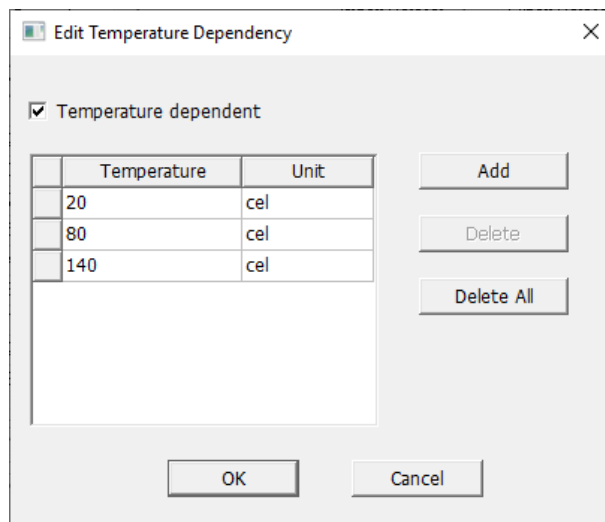 Edit Temperature Dependency
Temperature dependent
Temperature Unit
20 cel
80 cel
140 cel
Add
Delete
Delete All
OK Cancel